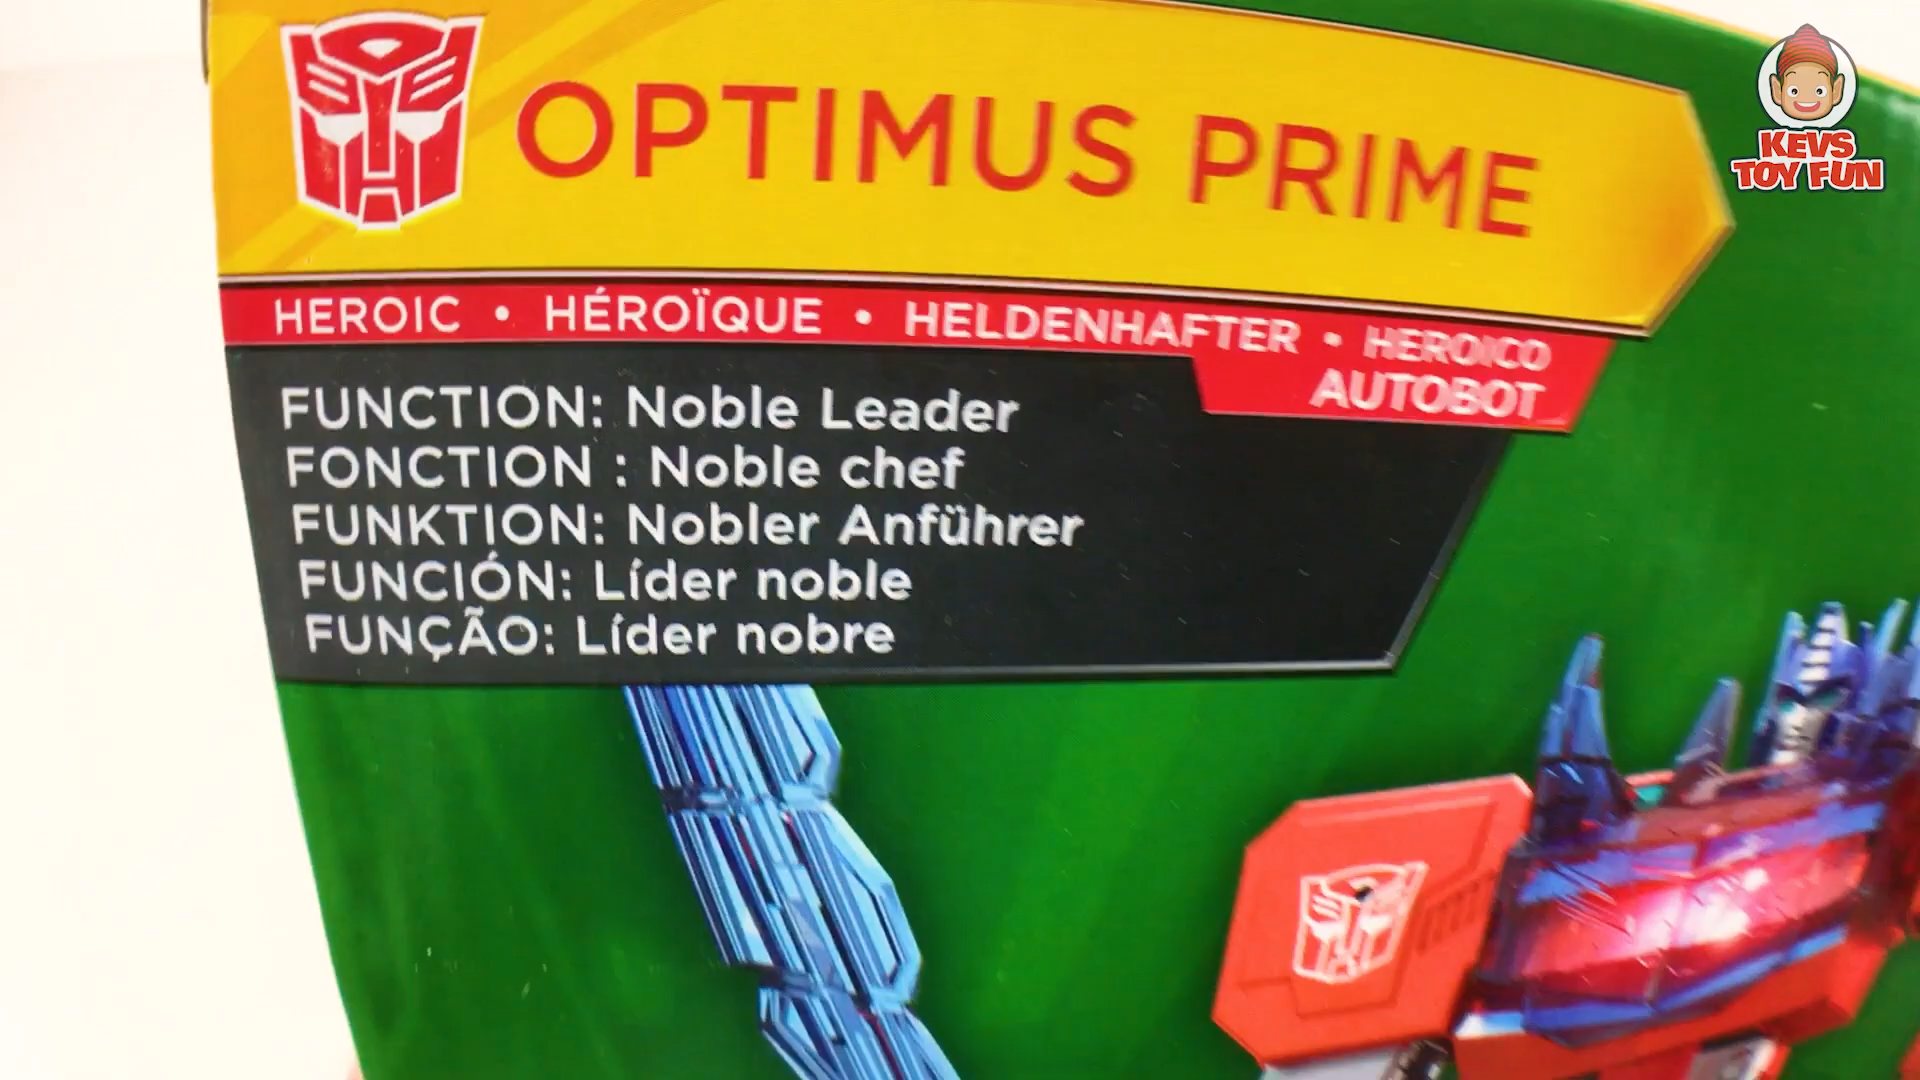 OPTIMUS PRIME
HEROIC • HÉROÏQUE • HELDENHAFTER • HEROICO
AUTOBOT
FUNCTION: Noble Leader
FONCTION : Noble chef
FUNKTION: Nobler Anführer
FUNCIÓN: Líder noble
FUNÇÃO: Líder nobre
KEVS
TOY FUN